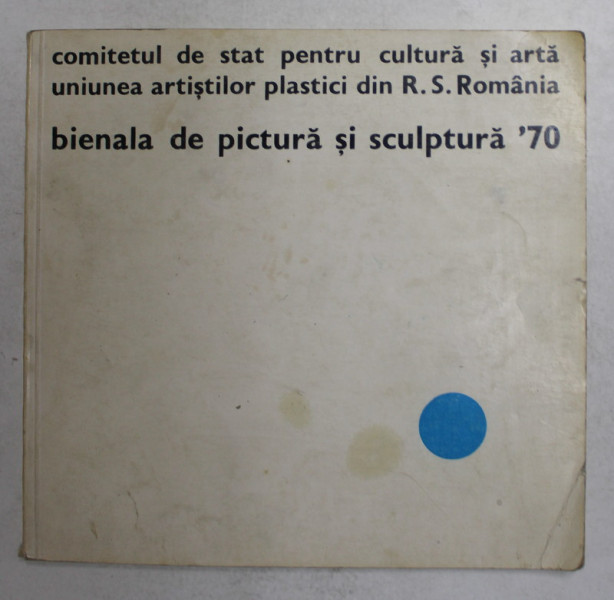 comitetul de stat pentru cultură și artă
uniunea artiștilor plastici din R. S. România
bienala de pictură și sculptură '70